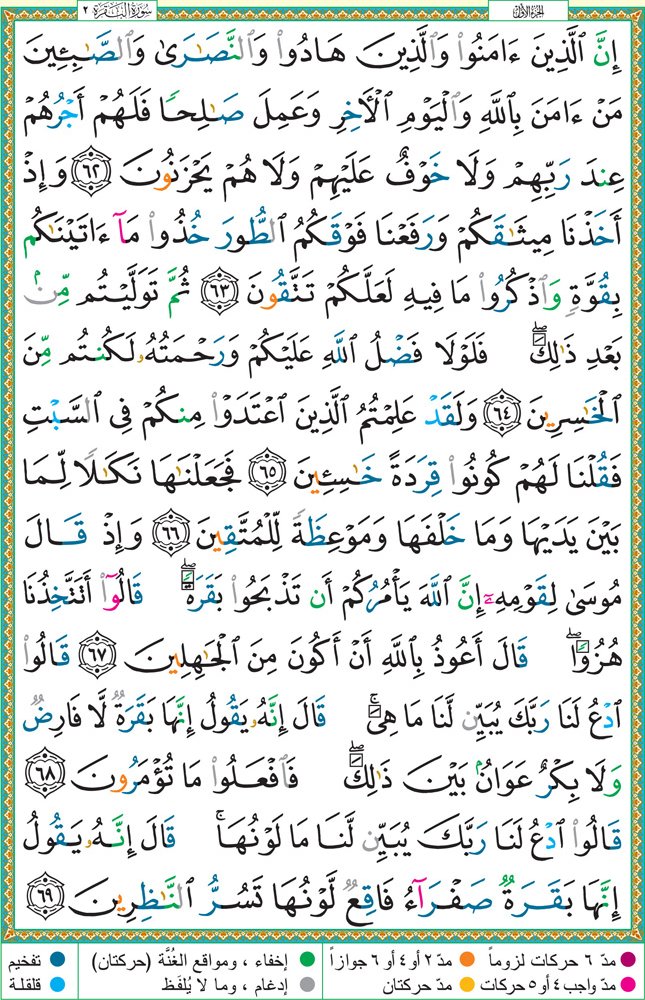 الجزء الأول
سورة البقرة ٢
إِنَّ ٱلَّذِينَ ءَامَنُوا۟ وَٱلَّذِينَ هَادُوا۟ وَٱلنَّصَـٰرَىٰ وَٱلصَّـٰبِـِٔينَ
مَنْ ءَامَنَ بِٱللَّهِ وَٱلْيَوْمِ ٱلْـَٔاخِرِ وَعَمِلَ صَـٰلِحًا فَلَهُمْ أَجْرُهُمْ
عِندَ رَبِّهِمْ وَلَا خَوْفٌ عَلَيْهِمْ وَلَا هُمْ يَحْزَنُونَ ٦٢ وَإِذْ
أَخَذْنَا مِيثَـٰقَكُمْ وَرَفَعْنَا فَوْقَكُمُ ٱلطُّورَ خُذُوا۟ مَآ ءَاتَيْنَـٰكُم
بِقُوَّةٍ وَٱذْكُرُوا۟ مَا فِيهِ لَعَلَّكُمْ تَتَّقُونَ ٦٣ ثُمَّ تَوَلَّيْتُم مِّنۢ
بَعْدِ ذَٰلِكَ ۖ فَلَوْلَا فَضْلُ ٱللَّهِ عَلَيْكُمْ وَرَحْمَتُهُۥ لَكُنتُم مِّنَ
ٱلْخَـٰسِرِينَ ٦٤ وَلَقَدْ عَلِمْتُمُ ٱلَّذِينَ ٱعْتَدَوْا۟ مِنكُمْ فِى ٱلسَّبْتِ
فَقُلْنَا لَهُمْ كُونُوا۟ قِرَدَةً خَـٰسِـِٔينَ ٦٥ فَجَعَلْنَـٰهَا نَكَـٰلًا لِّمَا
بَيْنَ يَدَيْهَا وَمَا خَلْفَهَا وَمَوْعِظَةً لِّلْمُتَّقِينَ ٦٦ وَإِذْ قَالَ
مُوسَىٰ لِقَوْمِهِۦٓ إِنَّ ٱللَّهَ يَأْمُرُكُمْ أَن تَذْبَحُوا۟ بَقَرَةً ۖ قَالُوٓا۟ أَتَتَّخِذُنَا
هُزُوًا ۖ قَالَ أَعُوذُ بِٱللَّهِ أَنْ أَكُونَ مِنَ ٱلْجَـٰهِلِينَ ٦٧ قَالُوا۟
ٱدْعُ لَنَا رَبَّكَ يُبَيِّن لَّنَا مَا هِىَ ۚ قَالَ إِنَّهُۥ يَقُولُ إِنَّهَا بَقَرَةٌ لَّا فَارِضٌ
وَلَا بِكْرٌ عَوَانٌۢ بَيْنَ ذَٰلِكَ ۖ فَٱفْعَلُوا۟ مَا تُؤْمَرُونَ ٦٨
قَالُوا۟ ٱدْعُ لَنَا رَبَّكَ يُبَيِّن لَّنَا مَا لَوْنُهَا ۚ قَالَ إِنَّهُۥ يَقُولُ
إِنَّهَا بَقَرَةٌ صَفْرَآءُ فَاقِعٌ لَّوْنُهَا تَسُرُّ ٱلنَّـٰظِرِينَ ٦٩
مدّ ٦ حركات لزوماً مدّ ٢ أو ٤ أو ٦ جوازاً إخفاء ، ومواقع الغُنَّة (حركتان) تفخيم
مدّ واجب ٤ أو ٥ حركات مدّ حركتان إدغام ، وما لا يُلفَظ قلقلة